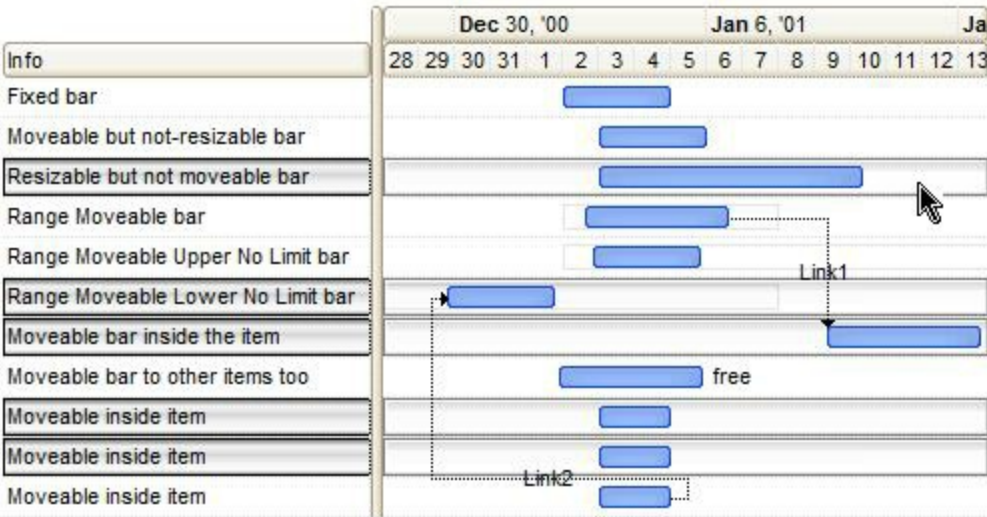 Dec 30, '00 Jan 6, '01 Ja
Info 28 29 30 31 1 2 3 4 5 6 7 8 9 10 11 12 13
Fixed bar
Moveable but not-resizable bar
Resizable but not moveable bar
Range Moveable bar
Range Moveable Upper No Limit bar
Link1
Range Moveable Lower No Limit bar
Moveable bar inside the item
Moveable bar to other items too free
Moveable inside item
Moveable inside item
Link2
Moveable inside item